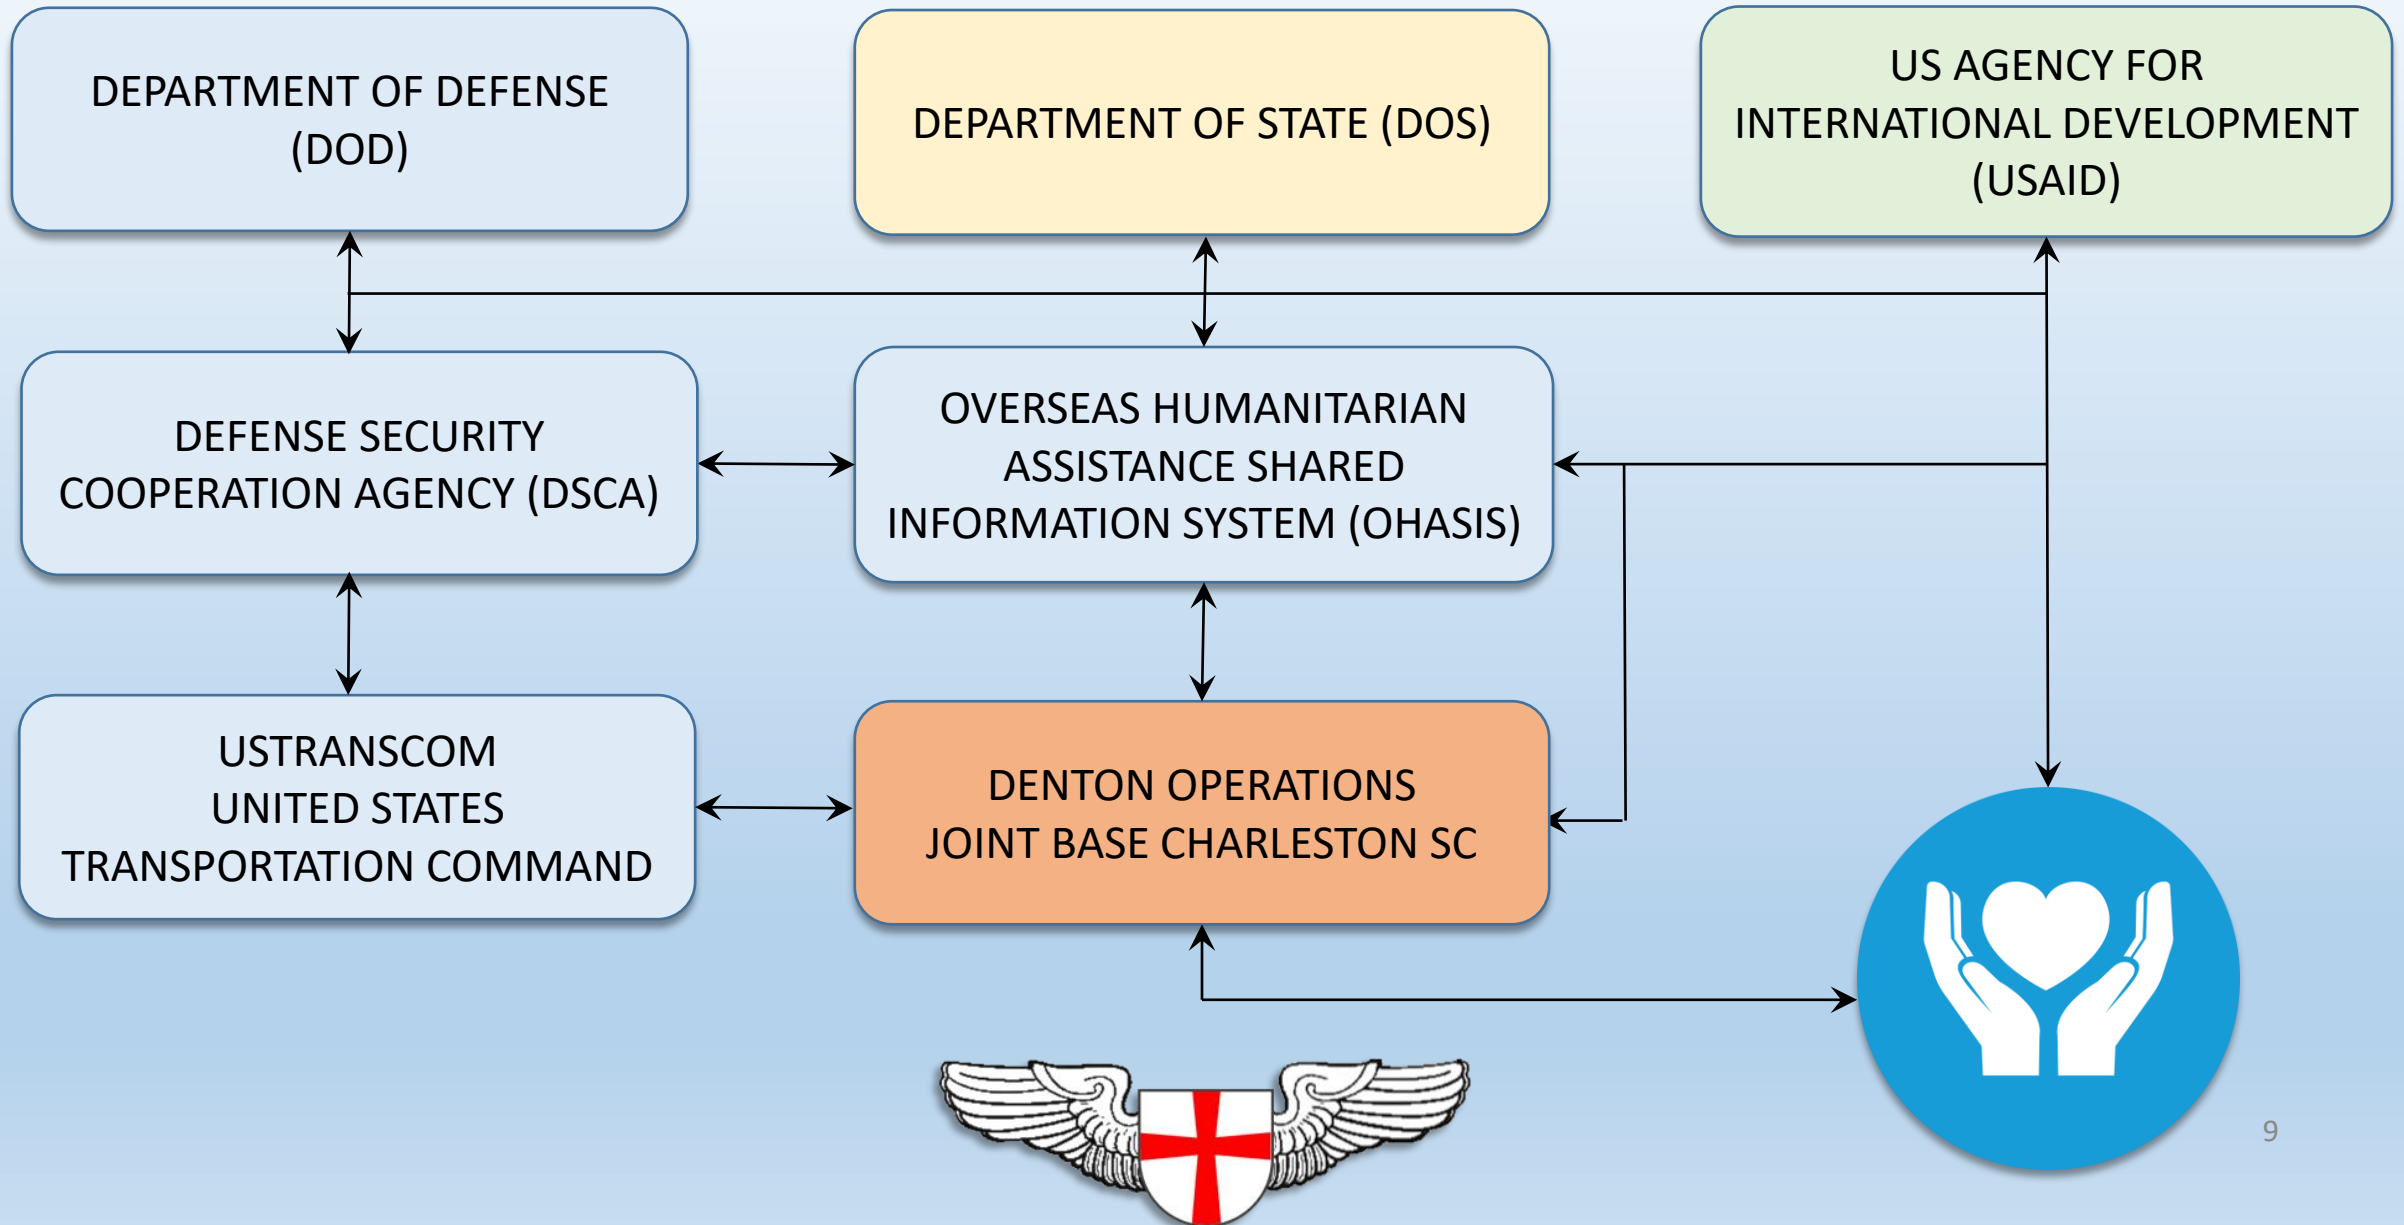 DEPARTMENT OF DEFENSE
(DOD)
DEPARTMENT OF STATE (DOS)
US AGENCY FOR
INTERNATIONAL DEVELOPMENT
(USAID)
DEFENSE SECURITY
COOPERATION AGENCY (DSCA)
OVERSEAS HUMANITARIAN
ASSISTANCE SHARED
INFORMATION SYSTEM (OHASIS)
USTRANSCOM
UNITED STATES
TRANSPORTATION COMMAND
DENTON OPERATIONS
JOINT BASE CHARLESTON SC
9